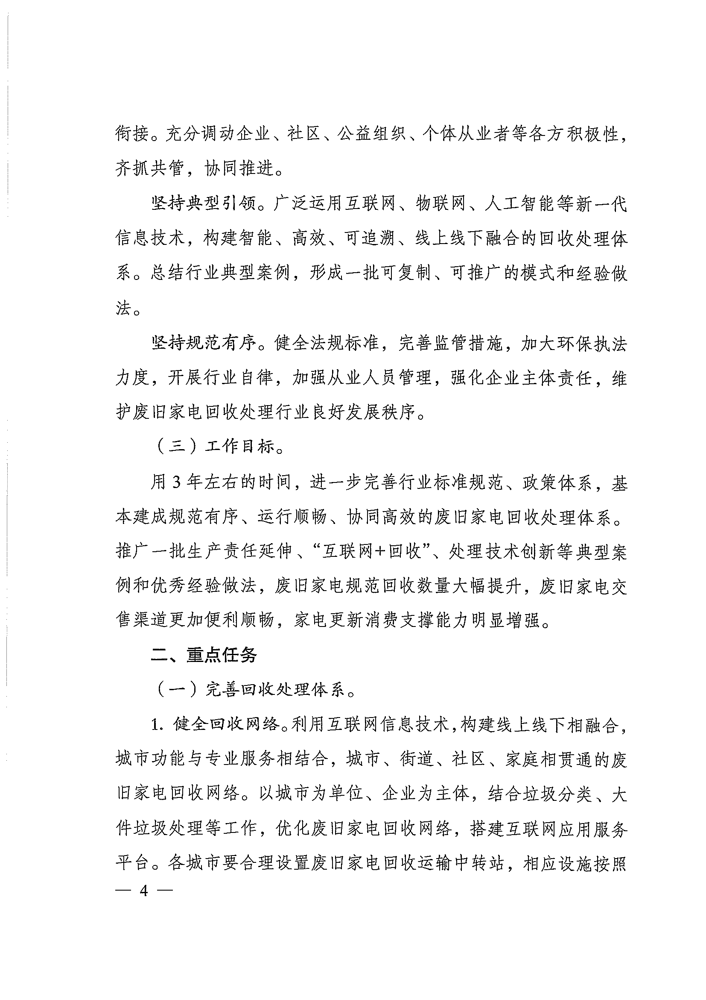 衔接。充分调动企业、社区、公益组织、个体从业者等各方积极性，
齐抓共管，协同推进。
坚持典型引领。广泛运用互联网、物联网、人工智能等新一代
信息技术，构建智能、高效、可追溯、线上线下融合的回收处理体
系。总结行业典型案例，形成一批可复制、可推广的模式和经验做
法。
坚持规范有序。健全法规标准，完善监管措施，加大环保执法
力度，开展行业自律，加强从业人员管理，强化企业主体责任，维
护废旧家电回收处理行业良好发展秩序。
（三）工作目标。
用 3 年左右的时间，进一步完善行业标准规范、政策体系，基
本建成规范有序、运行顺畅、协同高效的废旧家电回收处理体系。
推广一批生产责任延伸、“互联网+回收”、处理技术创新等典型案
例和优秀经验做法，废旧家电规范回收数量大幅提升，废旧家电交
售渠道更加便利顺畅，家电更新消费支撑能力明显增强。
二、重点任务
（一）完善回收处理体系。
1. 健全回收网络。利用互联网信息技术，构建线上线下相融合，
城市功能与专业服务相结合，城市、街道、社区、家庭相贯通的废
旧家电回收网络。以城市为单位、企业为主体，结合垃圾分类、大
件垃圾处理等工作，优化废旧家电回收网络，搭建互联网应用服务
平台。各城市要合理设置废旧家电回收运输中转站，相应设施按照
— 4 —